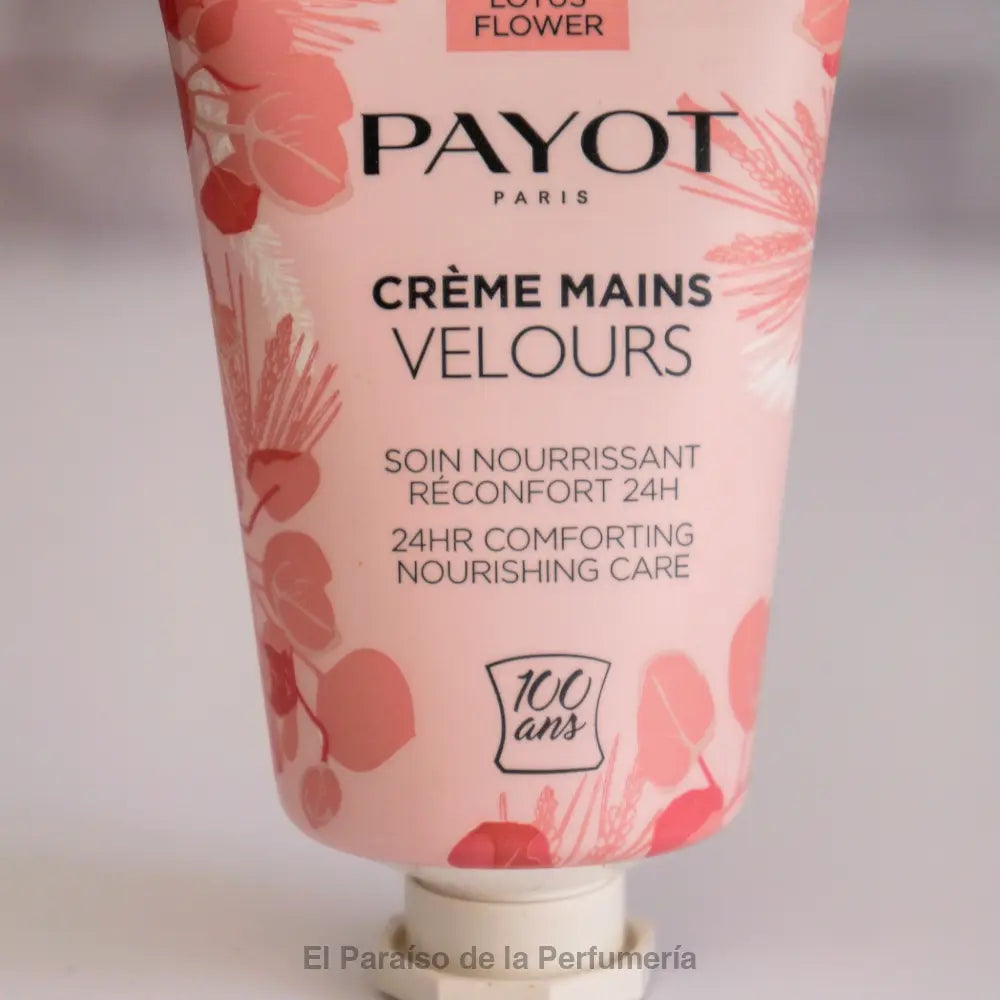 LOTUS
FLOWER
PAYOT
PARIS
CRÈME MAINS
VELOURS
SOIN NOURRISSANT
RÉCONFORT 24H
24HR COMFORTING
NOURISHING CARE
100
ans
El Paraíso de la Perfumería